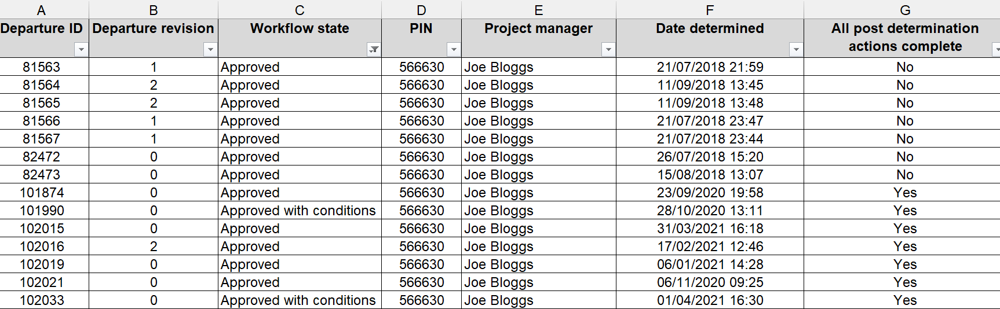 A B C D E F G
Departure ID Departure revision Workflow state PIN Project manager Date determined All post determination
actions complete
81563 1 Approved 566630 Joe Bloggs 21/07/2018 21:59 No
81564 2 Approved 566630 Joe Bloggs 11/09/2018 13:45 No
81565 2 Approved 566630 Joe Bloggs 11/09/2018 13:48 No
81566 1 Approved 566630 Joe Bloggs 21/07/2018 23:47 No
81567 1 Approved 566630 Joe Bloggs 21/07/2018 23:44 No
82472 0 Approved 566630 Joe Bloggs 26/07/2018 15:20 No
82473 0 Approved 566630 Joe Bloggs 15/08/2018 13:07 No
101874 0 Approved 566630 Joe Bloggs 23/09/2020 19:58 Yes
101990 0 Approved with conditions 566630 Joe Bloggs 28/10/2020 13:11 Yes
102015 0 Approved 566630 Joe Bloggs 31/03/2021 16:18 Yes
102016 2 Approved 566630 Joe Bloggs 17/02/2021 12:46 Yes
102019 0 Approved 566630 Joe Bloggs 06/01/2021 14:28 Yes
102021 0 Approved 566630 Joe Bloggs 06/11/2020 09:25 Yes
102033 0 Approved with conditions 566630 Joe Bloggs 01/04/2021 16:30 Yes